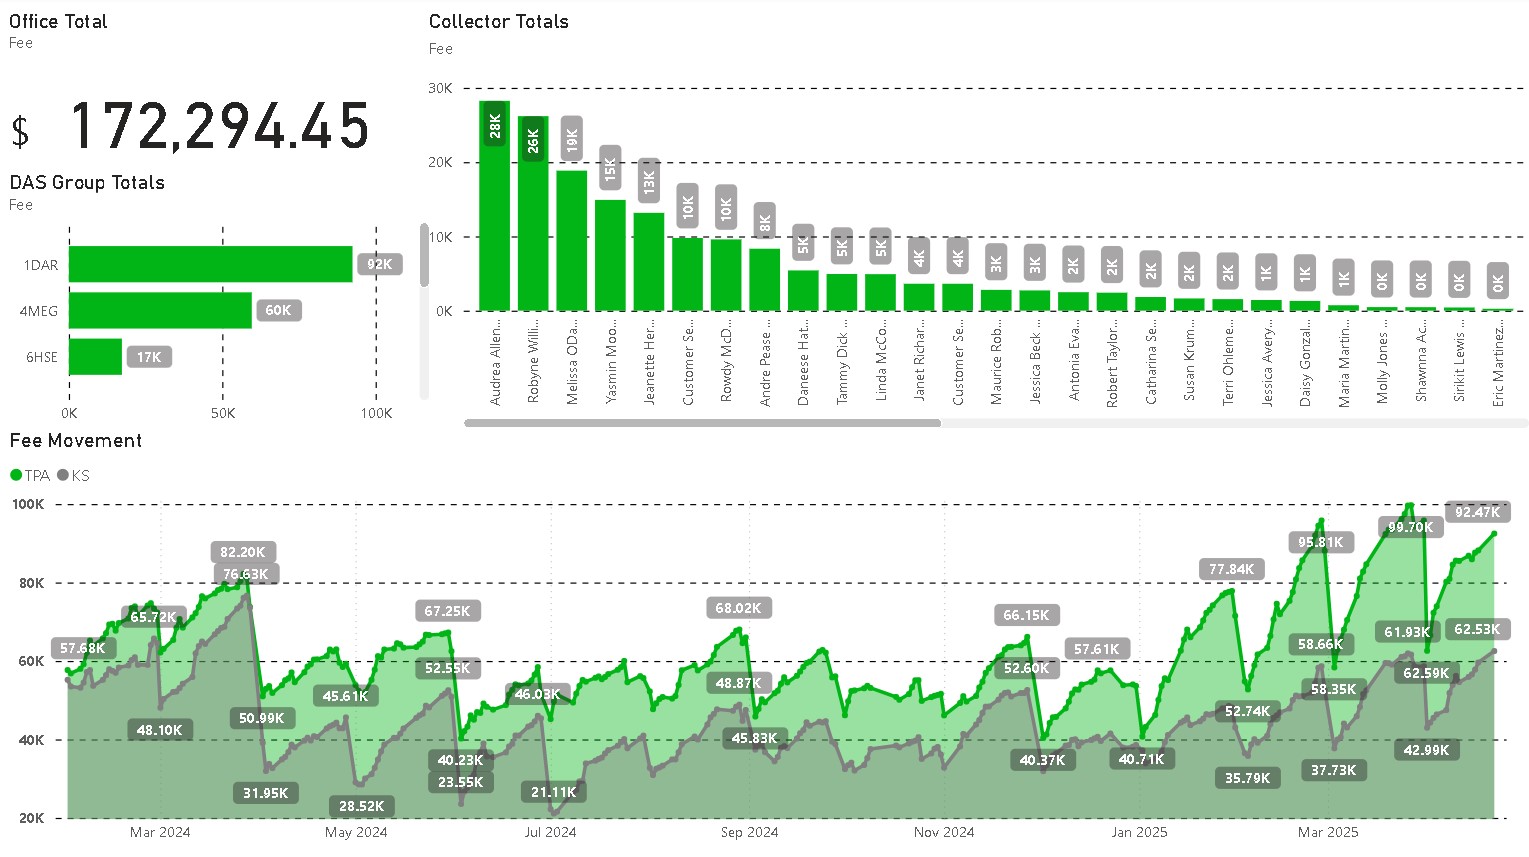 Office Total
Fee
$ 172,294.45
DAS Group Totals
Fee
1DAR 92K
4MEG 60K
6HSE 17K
0K 50K 100K
Collector Totals
Fee
30K
20K
10K
0K
28K 26K 19K 15K 13K 10K 10K 8K 5K 5K 5K 4K 4K 3K 3K 2K 2K 2K 2K 2K 1K 1K 1K 0K 0K 0K 0K
Audrea Allen...
Robyne Willi...
Melissa ODa...
Yasmin Moo...
Jeanette Her...
Customer Se...
Rowdy McD...
Andre Pease ...
Daneese Hat...
Tammy Dick ...
Linda McCo...
Janet Richar...
Customer Se...
Maurice Rob...
Jessica Beck ...
Antonia Eva...
Robert Taylor...
Catharina Se...
Susan Krum...
Terri Ohleme...
Jessica Avery...
Daisy Gonzal...
Maria Martin...
Molly Jones ...
Shawnna Ac...
Sirikit Lewis ...
Eric Martinez...
Fee Movement
TPA KS
100K
80K
60K
40K
20K
57.68K
65.72K
48.10K
82.20K
76.63K
50.99K
31.95K
45.61K
28.52K
67.25K
52.55K
40.23K
23.55K
46.03K
21.11K
68.02K
48.87K
45.83K
66.15K
52.60K
40.37K
57.61K
40.71K
77.84K
52.74K
35.79K
95.81K
58.66K
58.35K
37.73K
99.70K
61.93K
62.59K
42.99K
92.47K
62.53K
Mar 2024 May 2024 Jul 2024 Sep 2024 Nov 2024 Jan 2025 Mar 2025